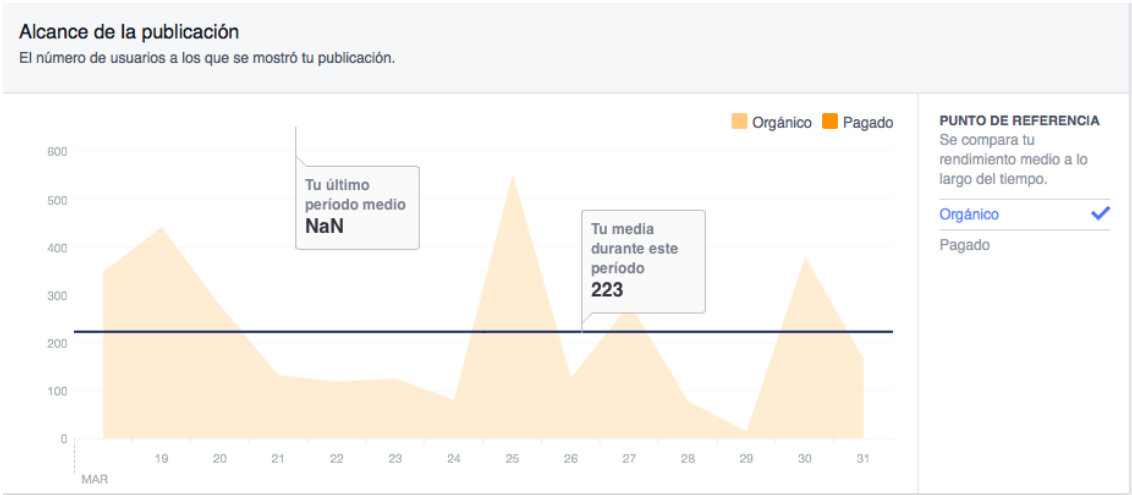 Alcance de la publicación
El número de usuarios a los que se mostró tu publicación.
Orgánico Pagado
600
500
400
300
200
100
0
Tu último
período medio
NaN
Tu media
durante este
período
223
19 20 21 22 23 24 25 26 27 28 29 30 31
MAR
PUNTO DE REFERENCIA
Se compara tu
rendimiento medio a lo
largo del tiempo.
Orgánico
Pagado